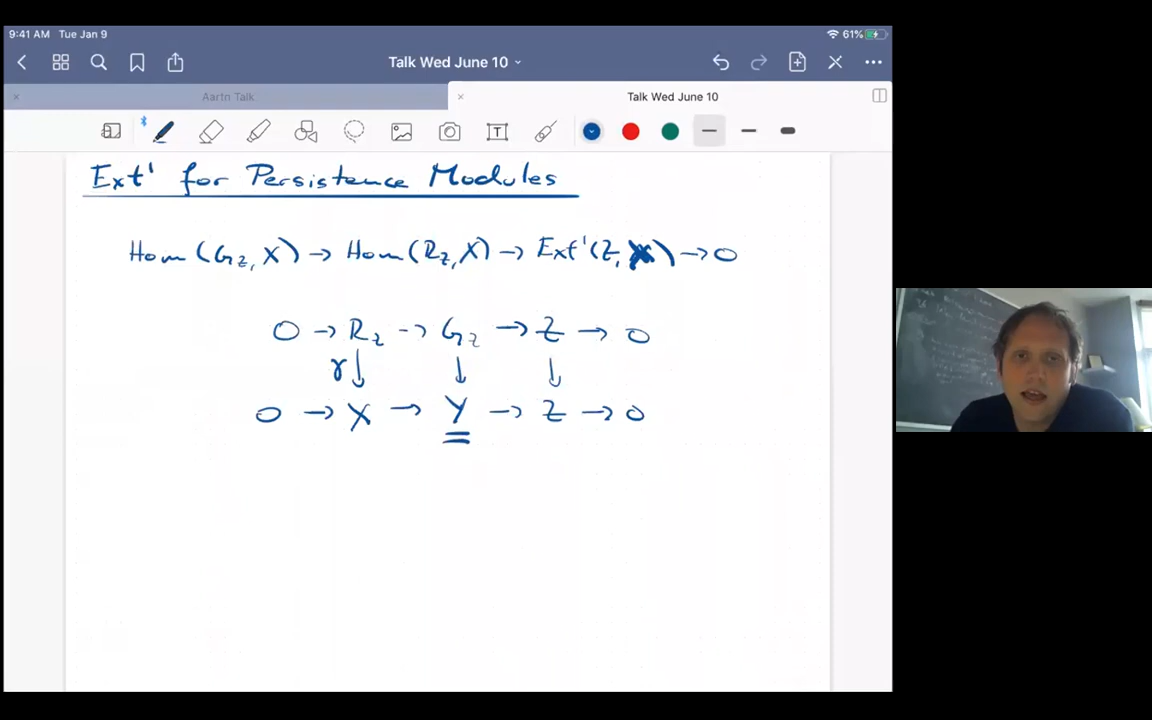 9:41 AM Tue Jan 9
61%
Talk Wed June 10
Aartn Talk
Talk Wed June 10
T
Ext¹ for Persistence Modules
Hom(G_Z, X) → Hom(R_Z, X) → Ext¹(Z, X) → 0
0 → R_Z → G_Z → Z → 0
γ ↓ ↓ ↓
0 → X → Y → Z → 0